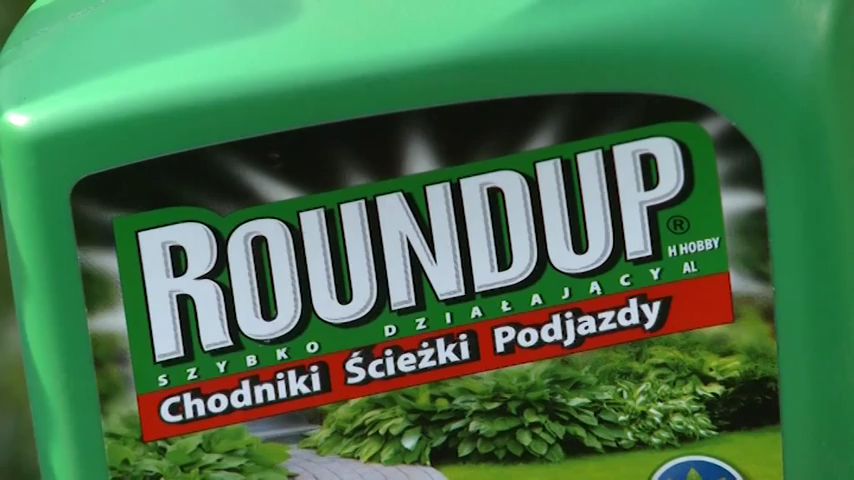 ROUNDUP®
H HOBBY
AL
SZYBKO DZIAŁAJĄCY
Chodniki Ścieżki Podjazdy